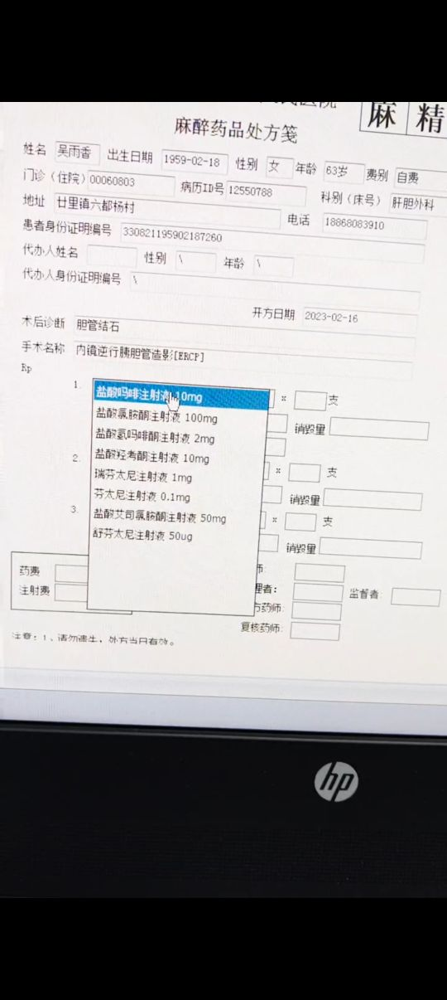 麻 精
麻醉药品处方笺
姓名 吴雨香 出生日期 1959-02-18 性别 女 年龄 63岁 费别 自费
门诊（住院） 00060803 病历ID号 12550788 科别（床号） 肝胆外科
地址 廿里镇六都杨村 电话 18868083910
患者身份证明编号 330821195902187260
代办人姓名 性别 \ 年龄 \
代办人身份证明编号 \
开方日期 2023-02-16
术后诊断 胆管结石
手术名称 内镜逆行胰胆管造影[ERCP]
Rp
1. 盐酸吗啡注射液 10mg × 支
盐酸氯胺酮注射液 100mg
盐酸氢吗啡酮注射液 2mg 销毁量
盐酸羟考酮注射液 10mg
2. 瑞芬太尼注射液 1mg × 支
芬太尼注射液 0.1mg 销毁量
3. 盐酸艾司氯胺酮注射液 50mg × 支
舒芬太尼注射液 50ug 销毁量
药费 师:
注射费 理者: 监督者:
方药师:
复核药师:
注意：1、请勿遗失，处方当日有效。
hp